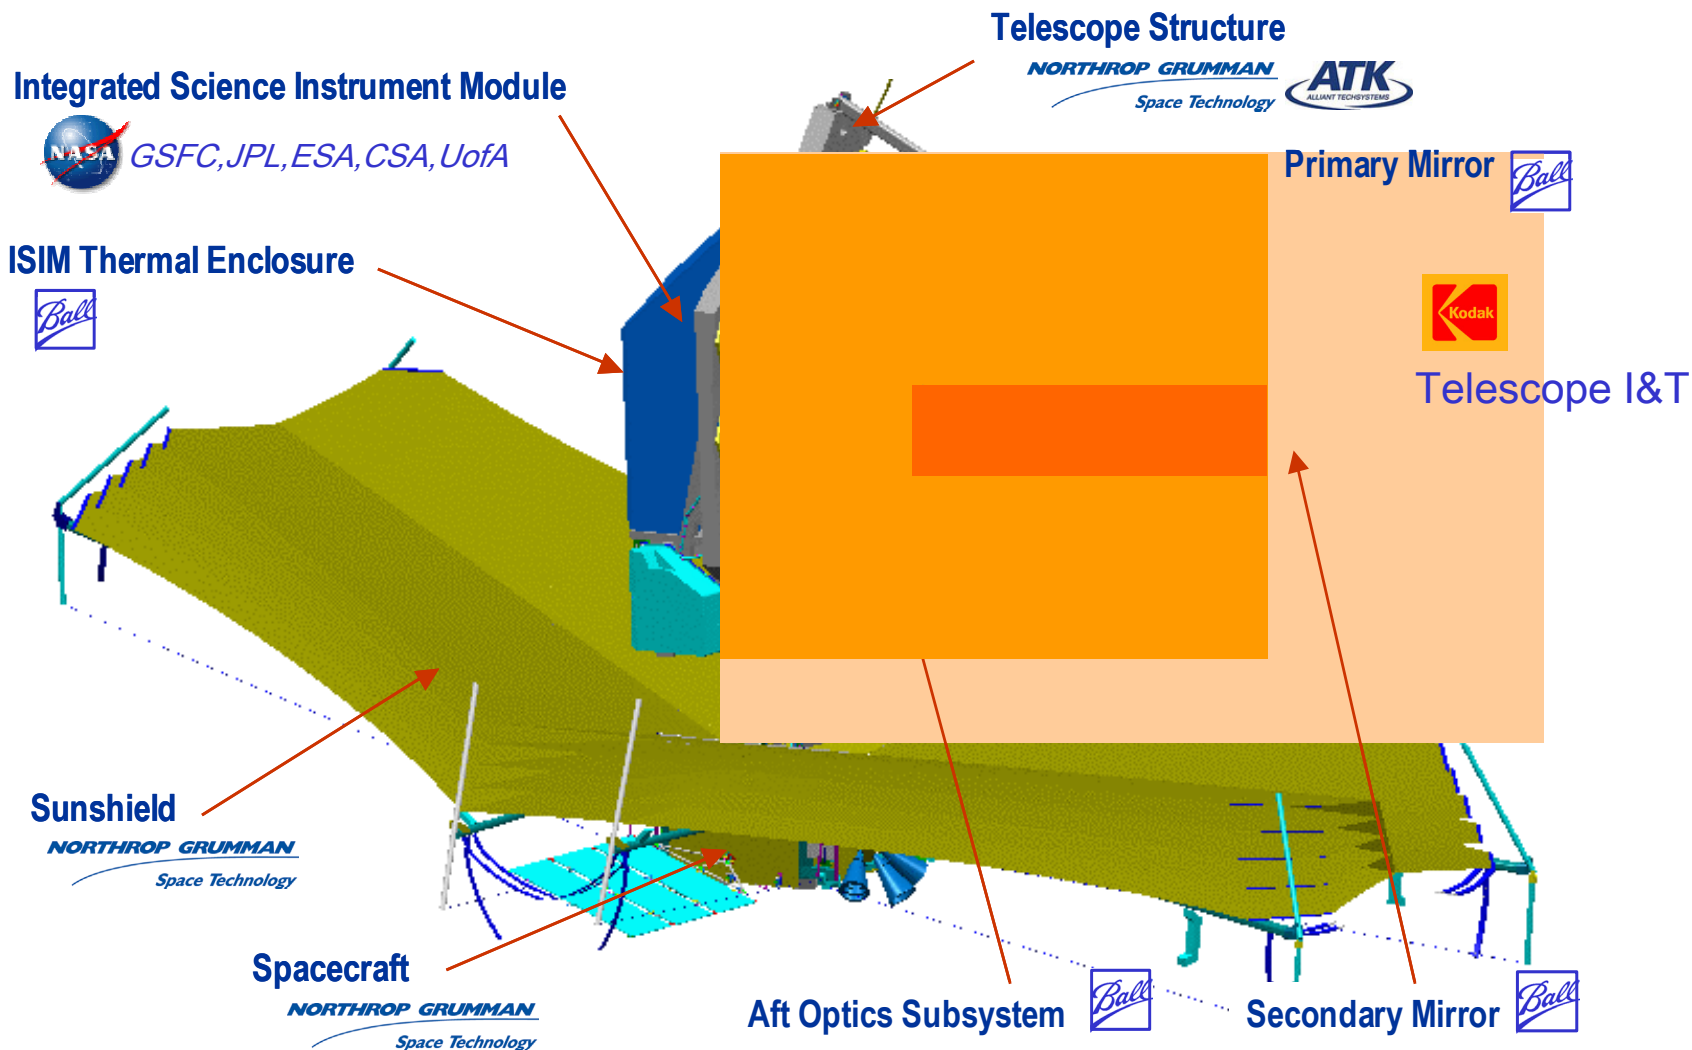 Telescope Structure
NORTHROP GRUMMAN
Space Technology
ATK
ALLIANT TECHSYSTEMS
Integrated Science Instrument Module
NASA
GSFC,JPL,ESA,CSA,UofA
Primary Mirror
Ball
ISIM Thermal Enclosure
Ball
Kodak
Telescope I&T
Sunshield
NORTHROP GRUMMAN
Space Technology
Spacecraft
NORTHROP GRUMMAN
Space Technology
Aft Optics Subsystem
Ball
Secondary Mirror
Ball